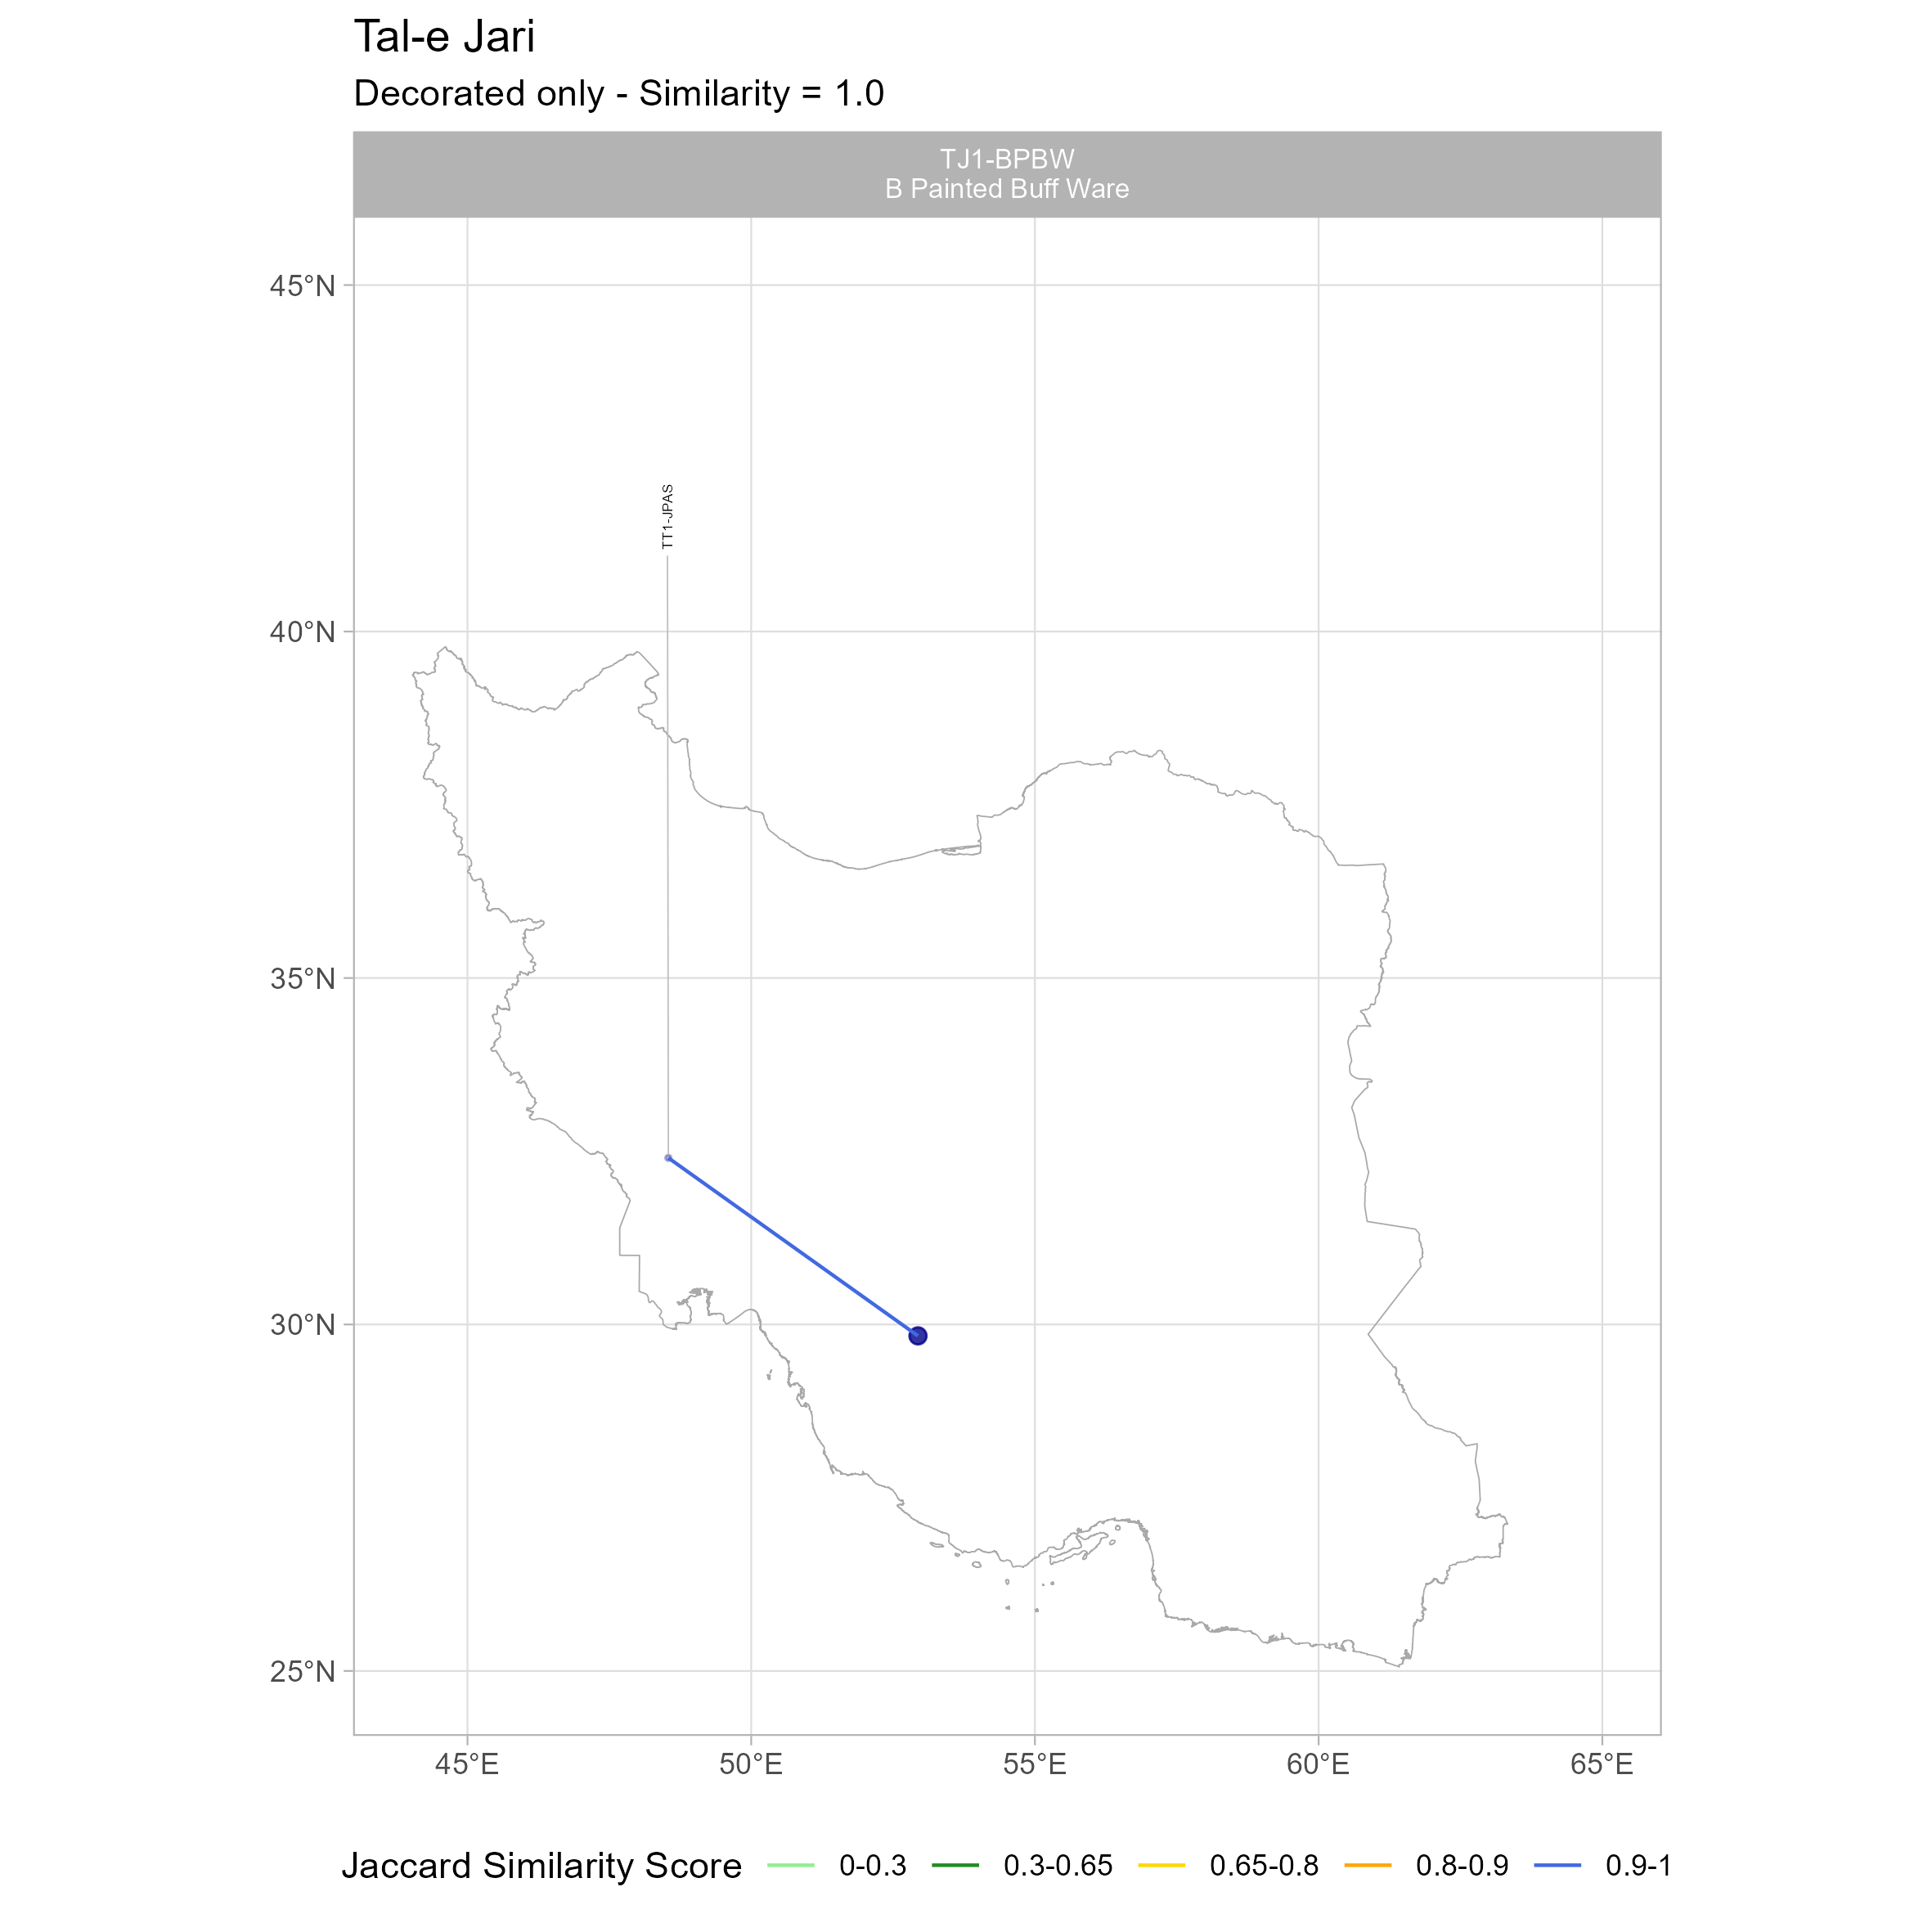 Tal-e Jari
Decorated only - Similarity = 1.0
TJ1-BPBW
B Painted Buff Ware
45°N
TT1-JPAS
40°N
35°N
30°N
25°N
45°E 50°E 55°E 60°E 65°E
Jaccard Similarity Score 0-0.3 0.3-0.65 0.65-0.8 0.8-0.9 0.9-1